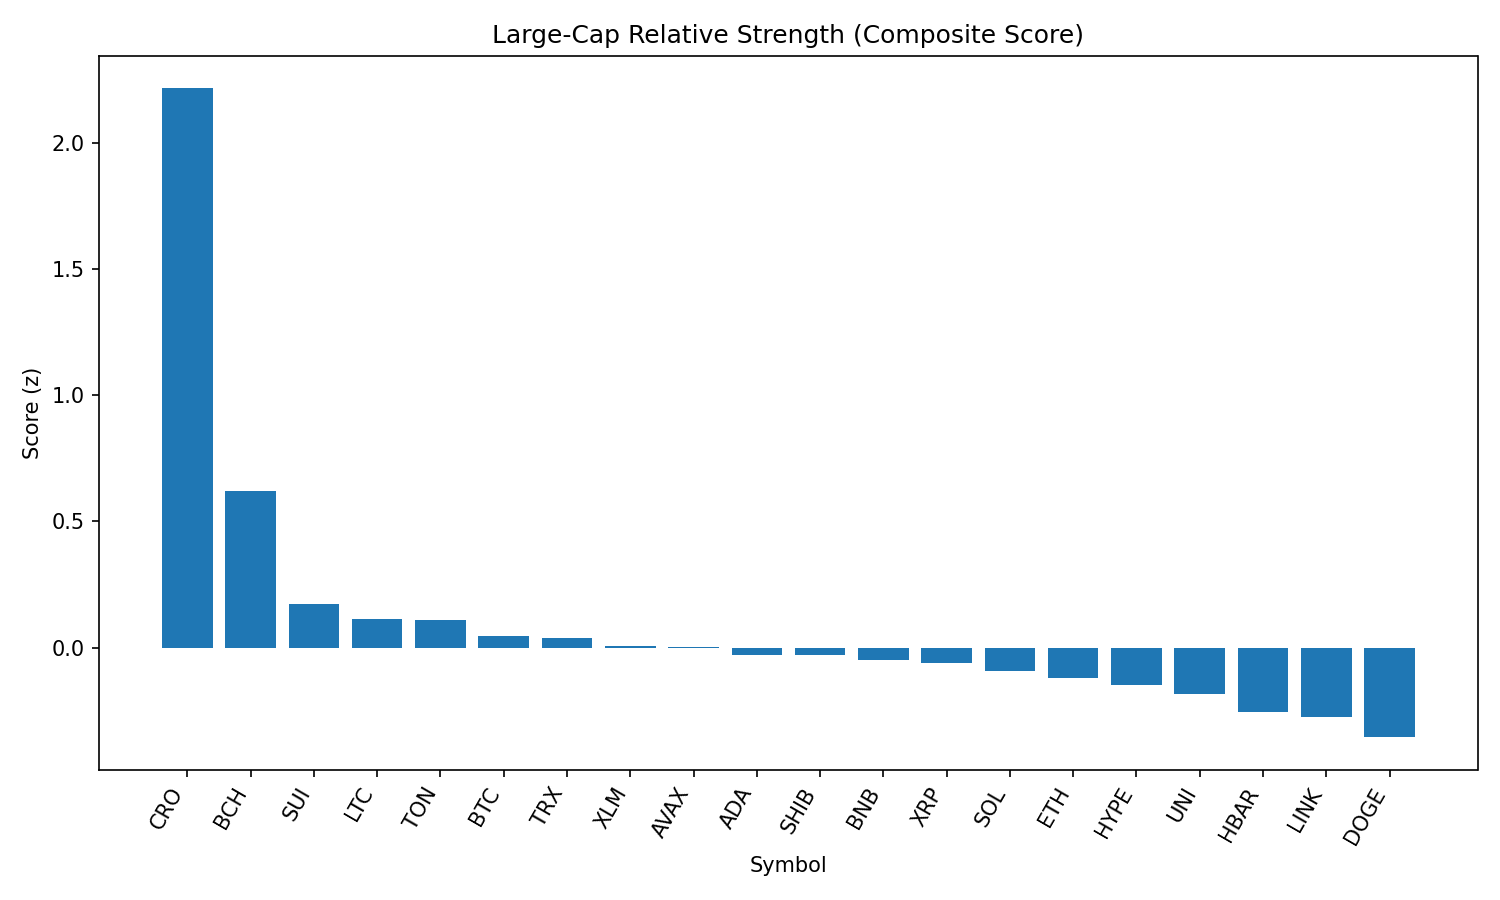 Large-Cap Relative Strength (Composite Score)
2.0
1.5
1.0
0.5
0.0
Score (z)
CRO
BCH
SUI
LTC
TON
BTC
TRX
XLM
AVAX
ADA
SHIB
BNB
XRP
SOL
ETH
HYPE
UNI
HBAR
LINK
DOGE
Symbol